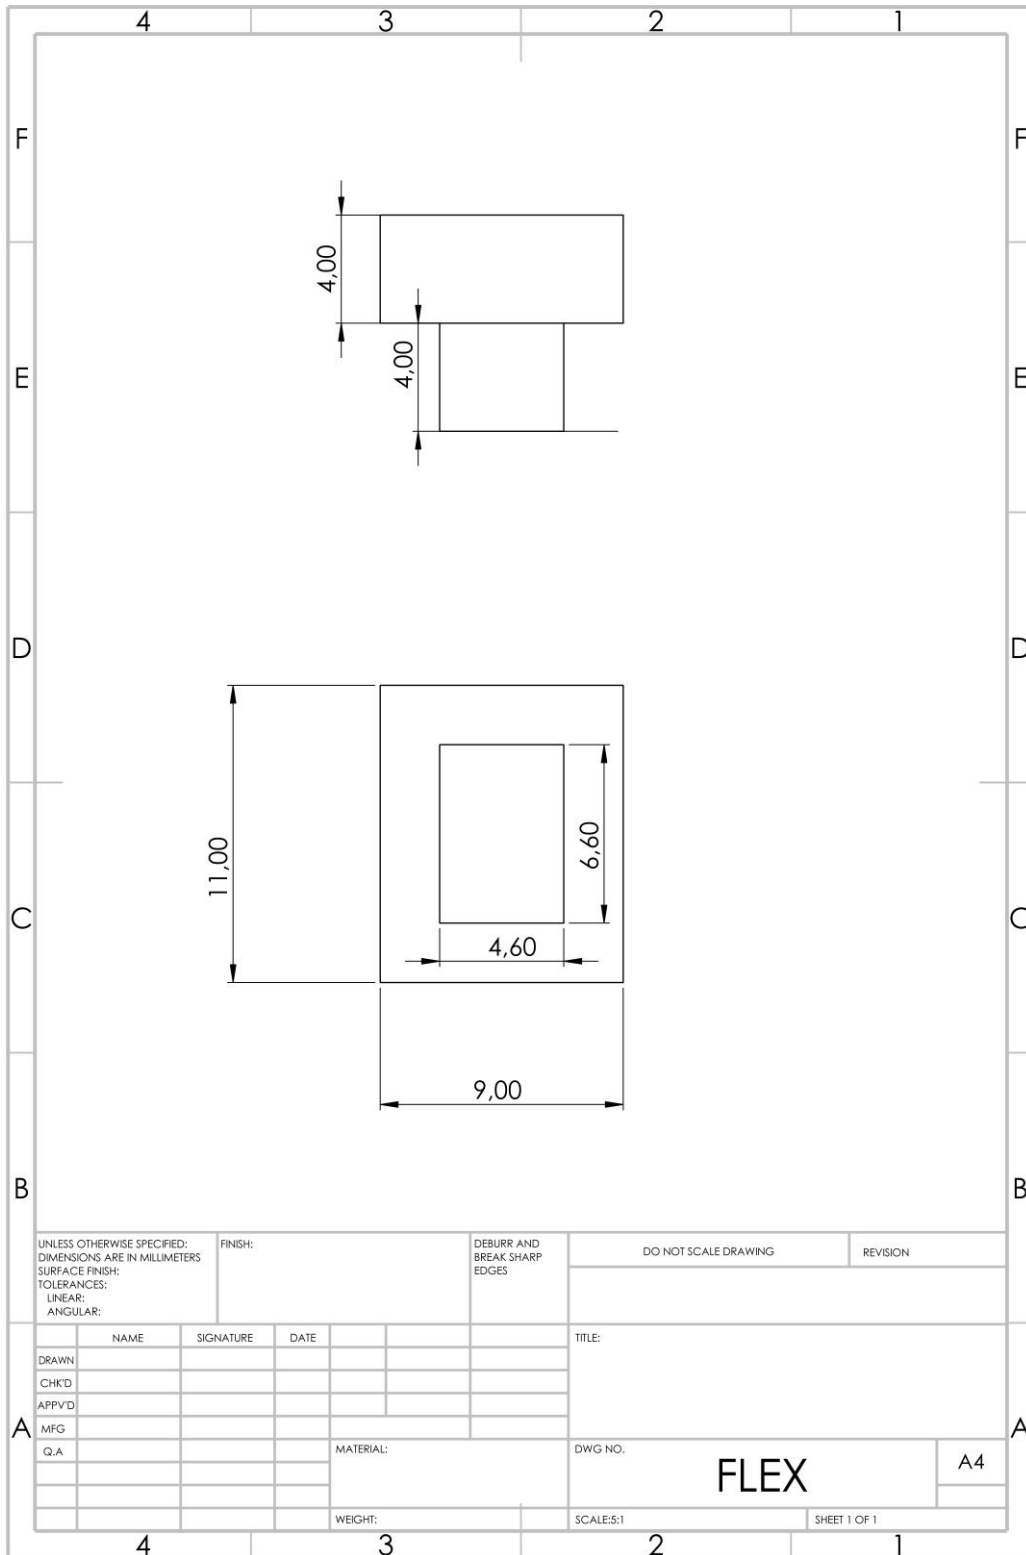 4 3 2 1
F F
4,00
E E
4,00
D D
11,00
6,60
C C
4,60
9,00
B B
UNLESS OTHERWISE SPECIFIED:
DIMENSIONS ARE IN MILLIMETERS
SURFACE FINISH:
TOLERANCES:
LINEAR:
ANGULAR:
FINISH:
DEBURR AND
BREAK SHARP
EDGES
DO NOT SCALE DRAWING
REVISION
NAME SIGNATURE DATE
TITLE:
DRAWN
CHK'D
APPV'D
A A
MFG
Q.A
MATERIAL:
DWG NO.
FLEX
A4
WEIGHT:
SCALE:5:1
SHEET 1 OF 1
4 3 2 1